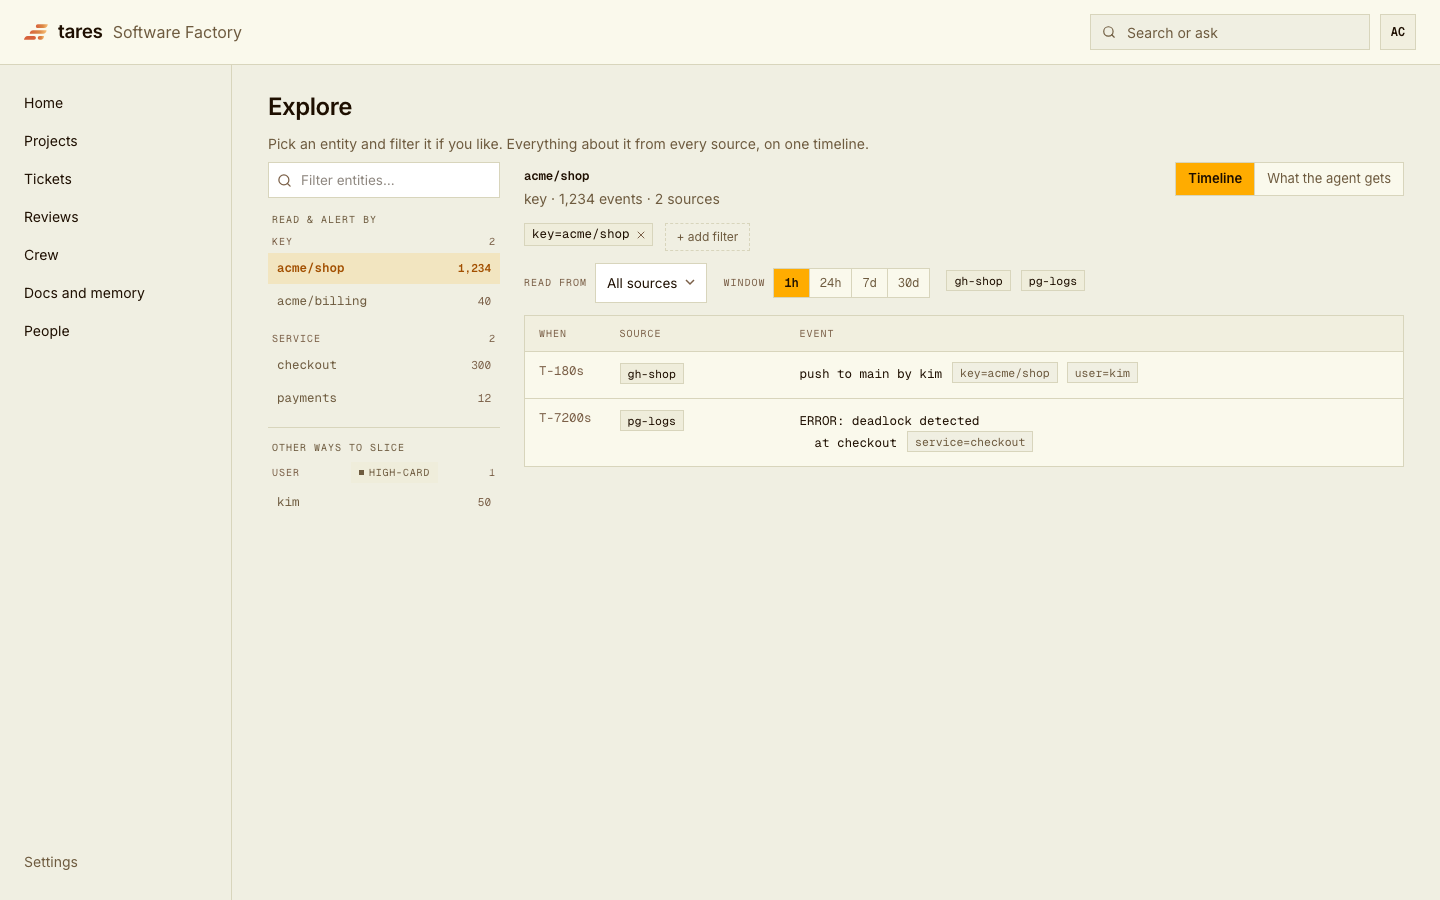 tares Software Factory
Search or ask
AC
Home
Projects
Tickets
Reviews
Crew
Docs and memory
People
Settings
Explore
Pick an entity and filter it if you like. Everything about it from every source, on one timeline.
Filter entities...
READ & ALERT BY
KEY 2
acme/shop 1,234
acme/billing 40
SERVICE 2
checkout 300
payments 12
OTHER WAYS TO SLICE
USER HIGH-CARD 1
kim 50
acme/shop
key · 1,234 events · 2 sources
Timeline What the agent gets
key=acme/shop × + add filter
READ FROM All sources WINDOW 1h 24h 7d 30d gh-shop pg-logs
WHEN SOURCE EVENT
T-180s gh-shop push to main by kim key=acme/shop user=kim
T-7200s pg-logs ERROR: deadlock detected
at checkout service=checkout